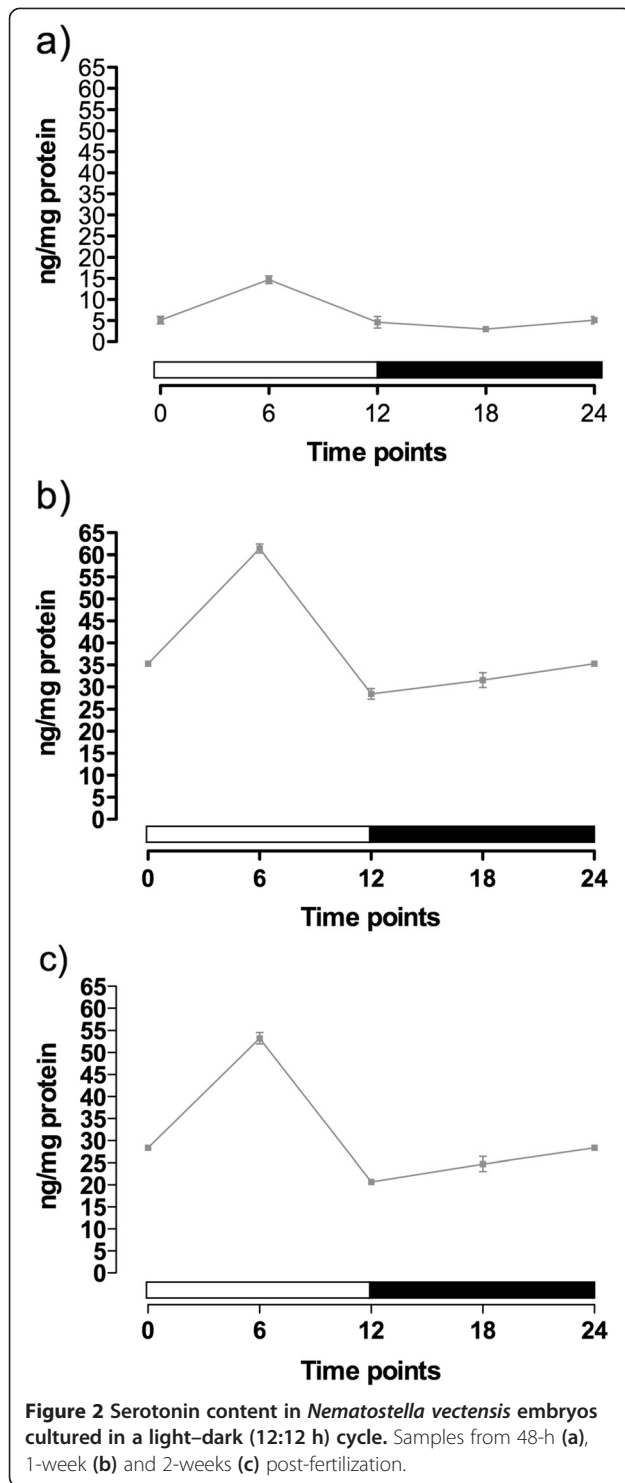 a)
65
60
55
50
45
40
35
30
25
20
15
10
5
0
ng/mg protein
0 6 12 18 24
Time points
b)
65
60
55
50
45
40
35
30
25
20
15
10
5
0
ng/mg protein
0 6 12 18 24
Time points
c)
65
60
55
50
45
40
35
30
25
20
15
10
5
0
ng/mg protein
0 6 12 18 24
Time points
Figure 2 Serotonin content in Nematostella vectensis embryos
cultured in a light–dark (12:12 h) cycle. Samples from 48-h (a),
1-week (b) and 2-weeks (c) post-fertilization.